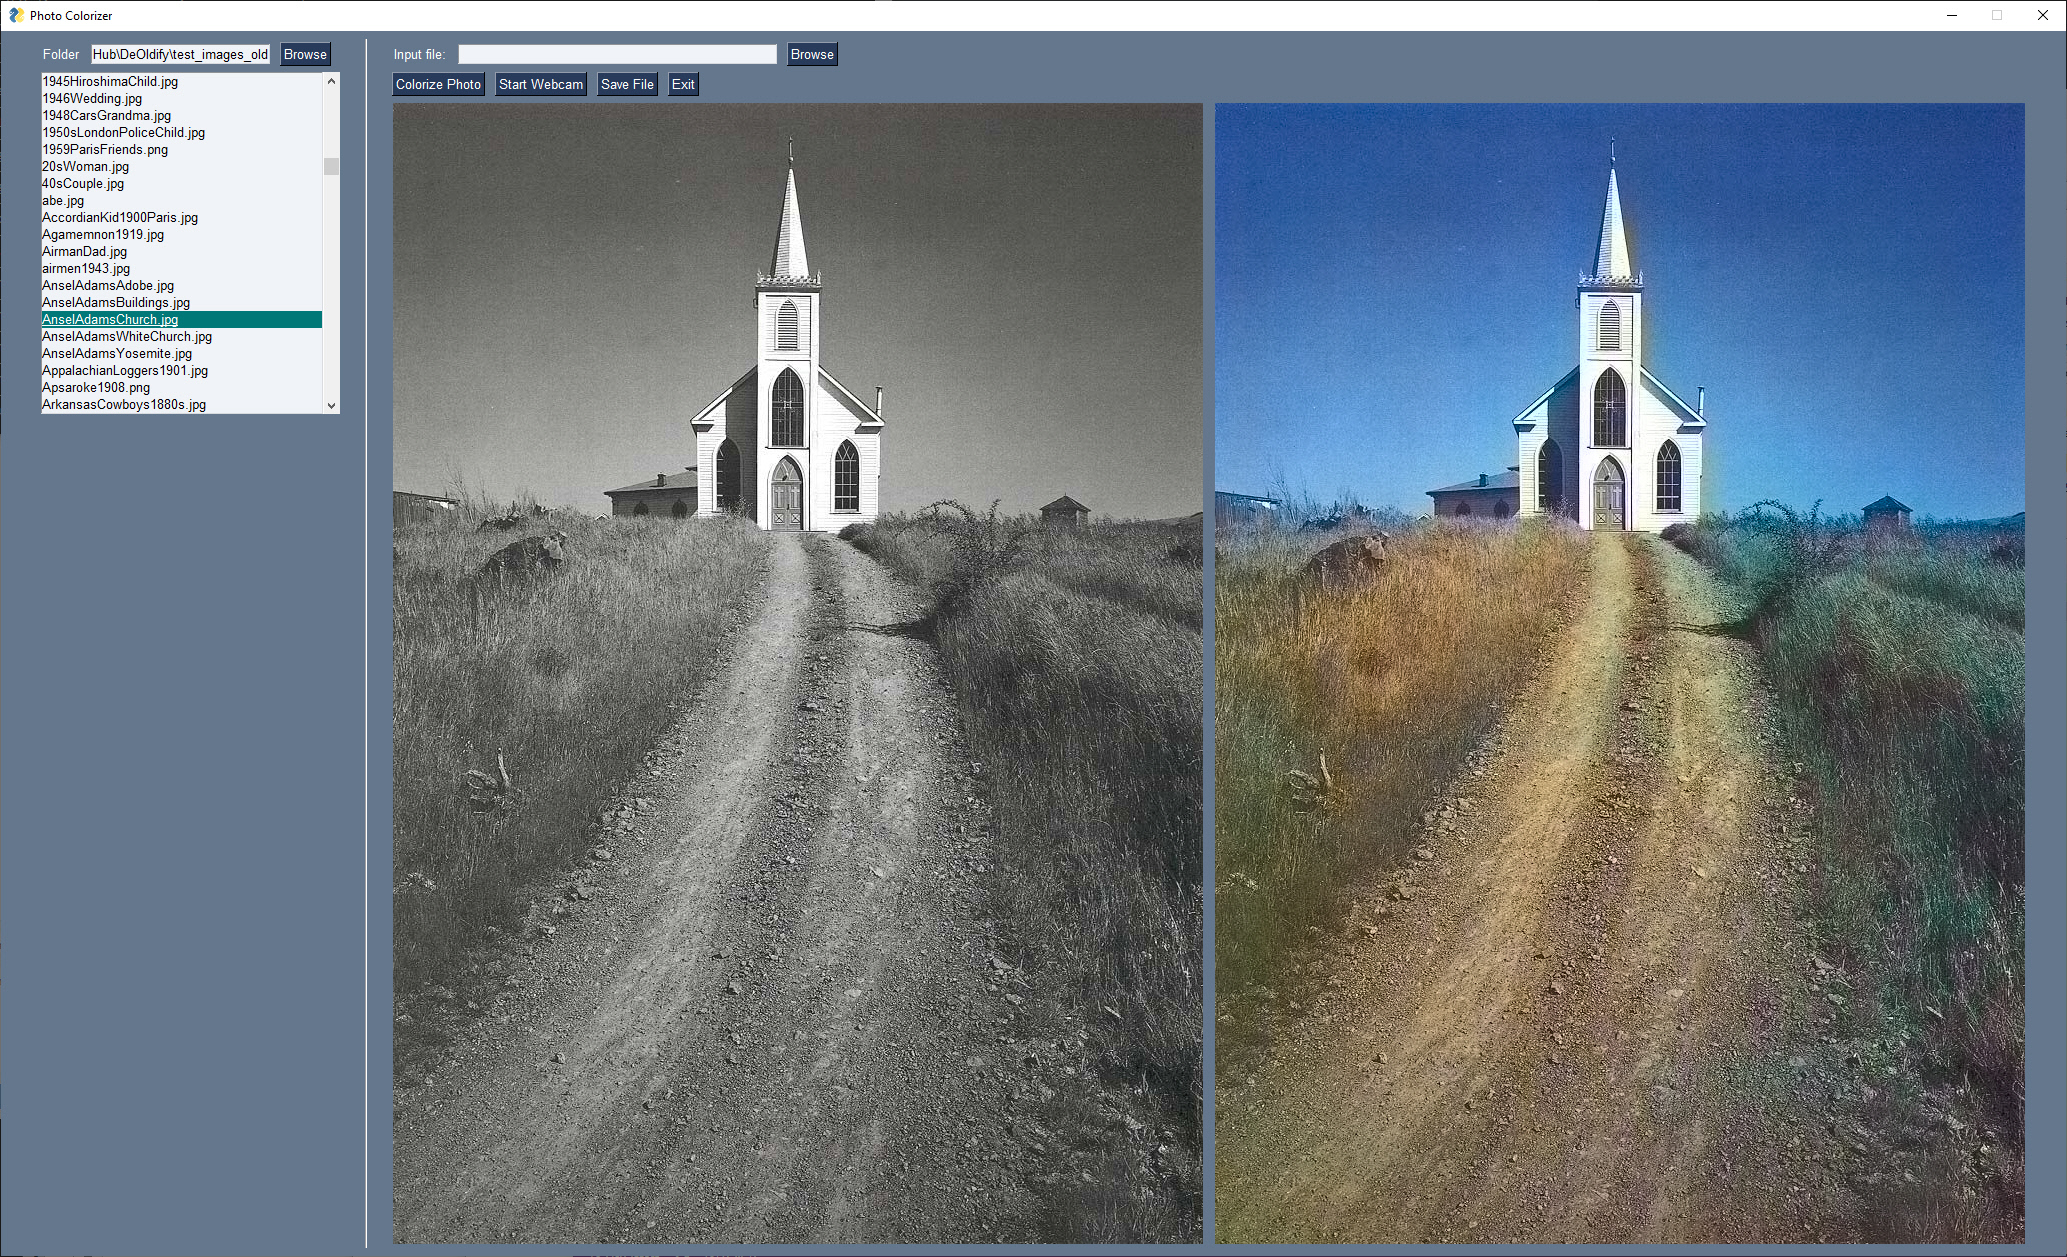 Photo Colorizer
Folder Hub\DeOldify\test_images_old Browse
1945HiroshimaChild.jpg
1946Wedding.jpg
1948CarsGrandma.jpg
1950sLondonPoliceChild.jpg
1959ParisFriends.png
20sWoman.jpg
40sCouple.jpg
abe.jpg
AccordianKid1900Paris.jpg
Agamemnon1919.jpg
AirmanDad.jpg
airmen1943.jpg
AnselAdamsAdobe.jpg
AnselAdamsBuildings.jpg
AnselAdamsChurch.jpg
AnselAdamsWhiteChurch.jpg
AnselAdamsYosemite.jpg
AppalachianLoggers1901.jpg
Apsaroke1908.png
ArkansasCowboys1880s.jpg
Input file: Browse
Colorize Photo Start Webcam Save File Exit